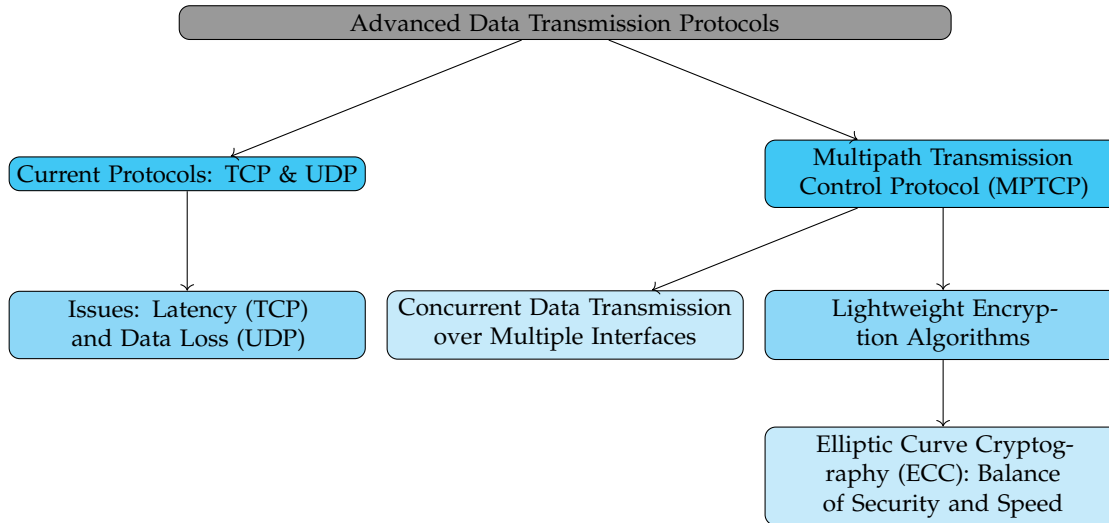 Advanced Data Transmission Protocols
Current Protocols: TCP & UDP
Multipath Transmission
Control Protocol (MPTCP)
Issues: Latency (TCP)
and Data Loss (UDP)
Concurrent Data Transmission
over Multiple Interfaces
Lightweight Encryp-
tion Algorithms
Elliptic Curve Cryptog-
raphy (ECC): Balance
of Security and Speed